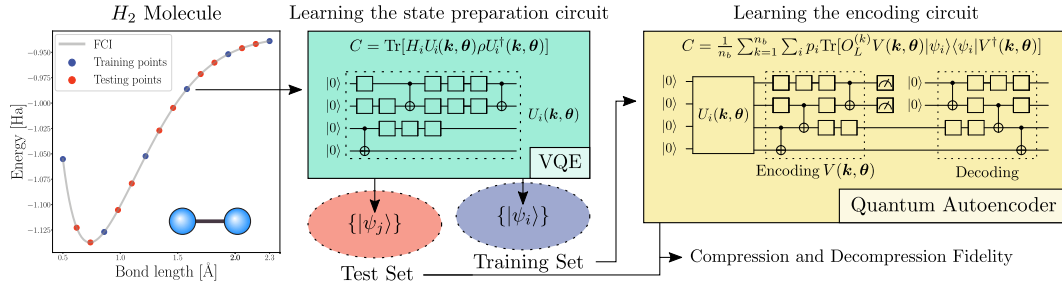 H₂ Molecule
Energy [Ha]
−0.950
−0.975
−1.000
−1.025
−1.050
−1.075
−1.100
−1.125
FCI
Training points
Testing points
0.5 1.0 1.5 2.0 2.3
Bond length [Å]
Learning the state preparation circuit
C = Tr[H_i U_i(k, θ)ρU_i†(k, θ)]
|0⟩
|0⟩
|0⟩
|0⟩
U_i(k, θ)
VQE
{|ψ_j⟩}
Test Set
{|ψ_i⟩}
Training Set
Learning the encoding circuit
C = 1/n_b ∑_{k=1}^{n_b} ∑_i p_i Tr[O_L^{(k)} V(k, θ)|ψ_i⟩⟨ψ_i|V†(k, θ)]
|0⟩
|0⟩
|0⟩
|0⟩
U_i(k, θ)
|0⟩
|0⟩
Encoding V(k, θ)
Decoding
Quantum Autoencoder
Compression and Decompression Fidelity